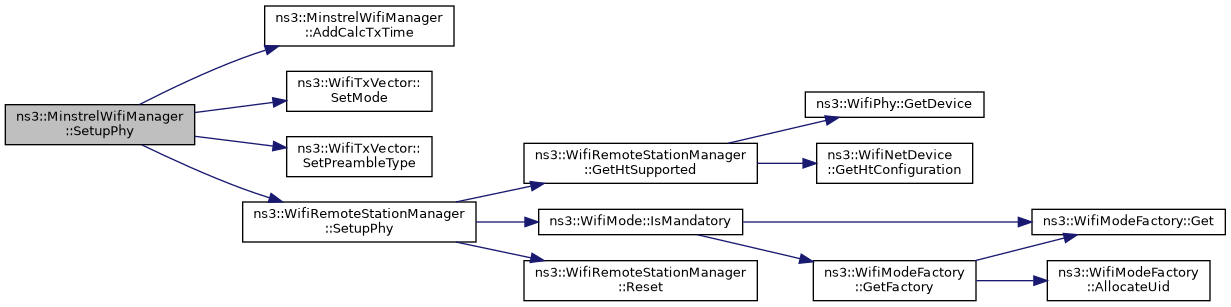 ns3::MinstrelWifiManager
::SetupPhy
ns3::MinstrelWifiManager
::AddCalcTxTime
ns3::WifiTxVector::
SetMode
ns3::WifiTxVector::
SetPreambleType
ns3::WifiRemoteStationManager
::SetupPhy
ns3::WifiRemoteStationManager
::GetHtSupported
ns3::WifiPhy::GetDevice
ns3::WifiNetDevice
::GetHtConfiguration
ns3::WifiMode::IsMandatory
ns3::WifiModeFactory::Get
ns3::WifiModeFactory
::GetFactory
ns3::WifiModeFactory
::AllocateUid
ns3::WifiRemoteStationManager
::Reset